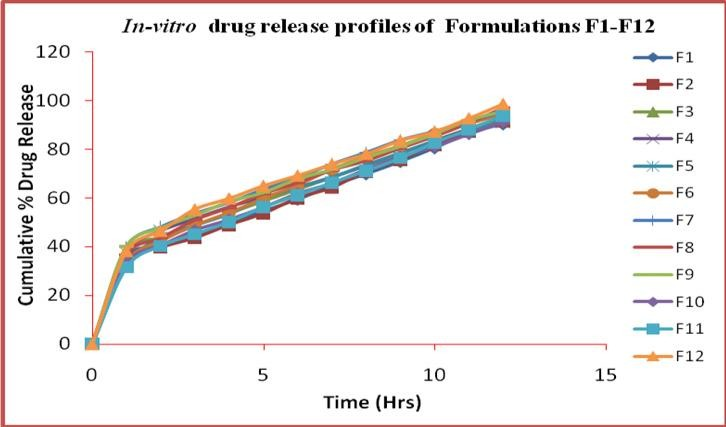 In-vitro drug release profiles of Formulations F1-F12
Cumulative % Drug Release
120
100
80
60
40
20
0
0 5 10 15
Time (Hrs)
F1
F2
F3
F4
F5
F6
F7
F8
F9
F10
F11
F12